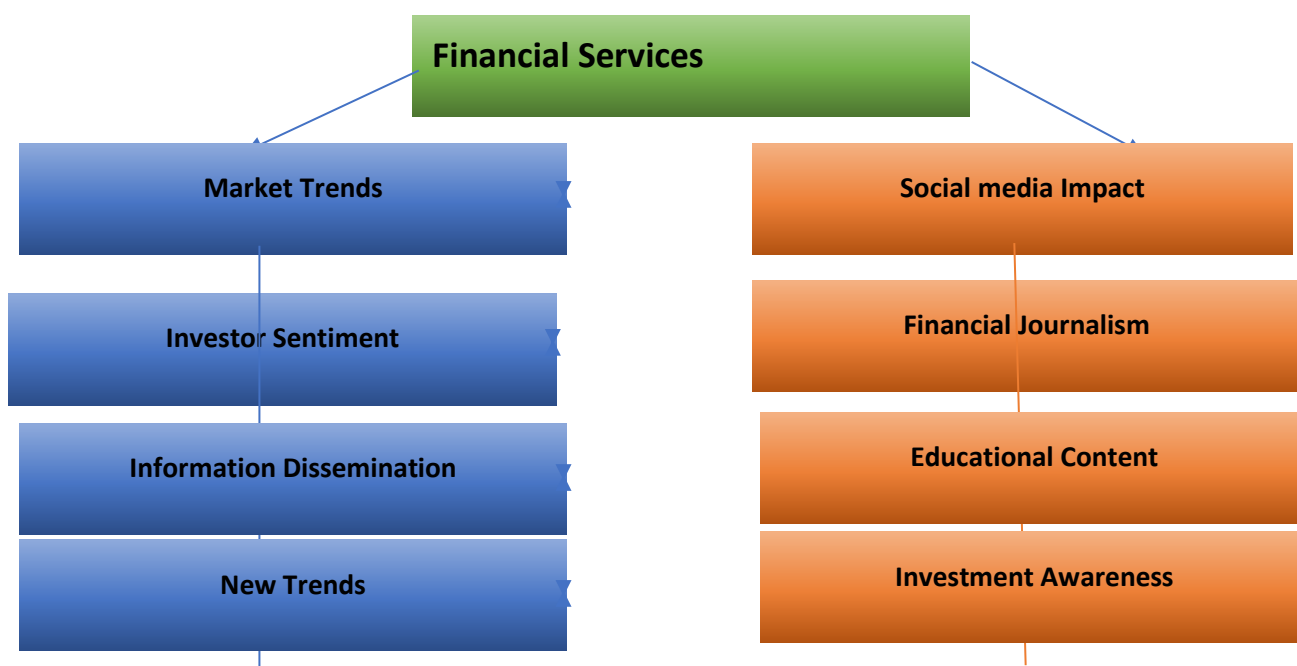 Financial Services
Market Trends
Social media Impact
Investor Sentiment
Financial Journalism
Information Dissemination
Educational Content
New Trends
Investment Awareness